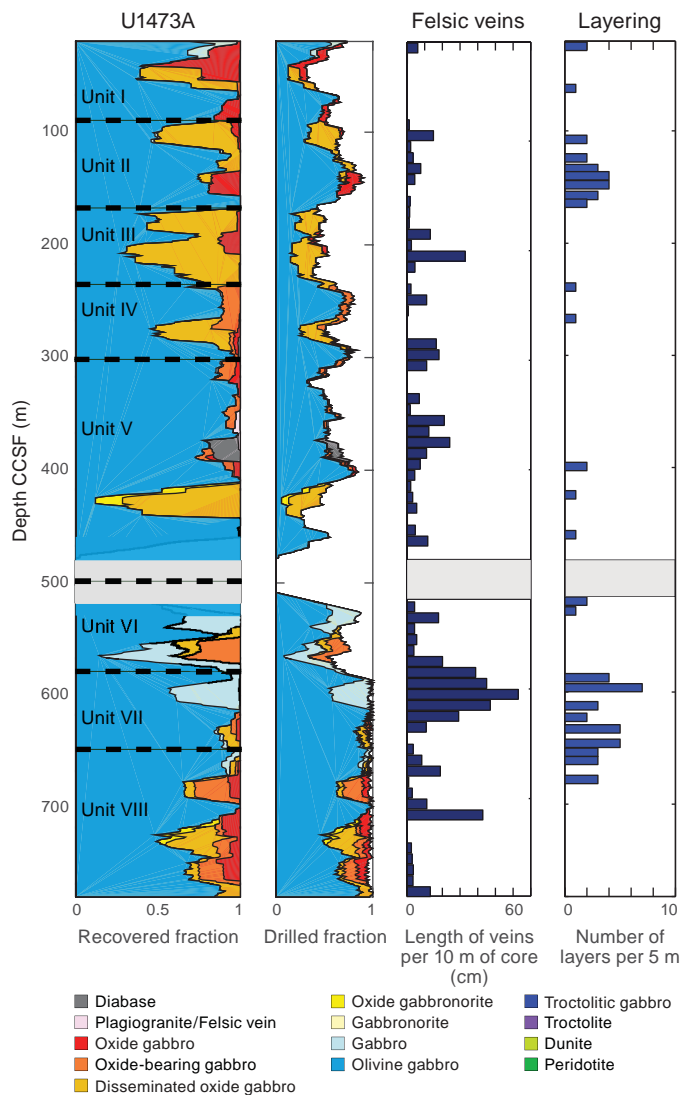 U1473A
Felsic veins
Layering
Depth CCSF (m)
100
200
300
400
500
600
700
Unit I
Unit II
Unit III
Unit IV
Unit V
Unit VI
Unit VII
Unit VIII
0 0.5 1
0 1
0 60
0 10
Recovered fraction
Drilled fraction
Length of veins
per 10 m of core
(cm)
Number of
layers per 5 m
Diabase
Plagiogranite/Felsic vein
Oxide gabbro
Oxide-bearing gabbro
Disseminated oxide gabbro
Oxide gabbronorite
Gabbronorite
Gabbro
Olivine gabbro
Troctolitic gabbro
Troctolite
Dunite
Peridotite